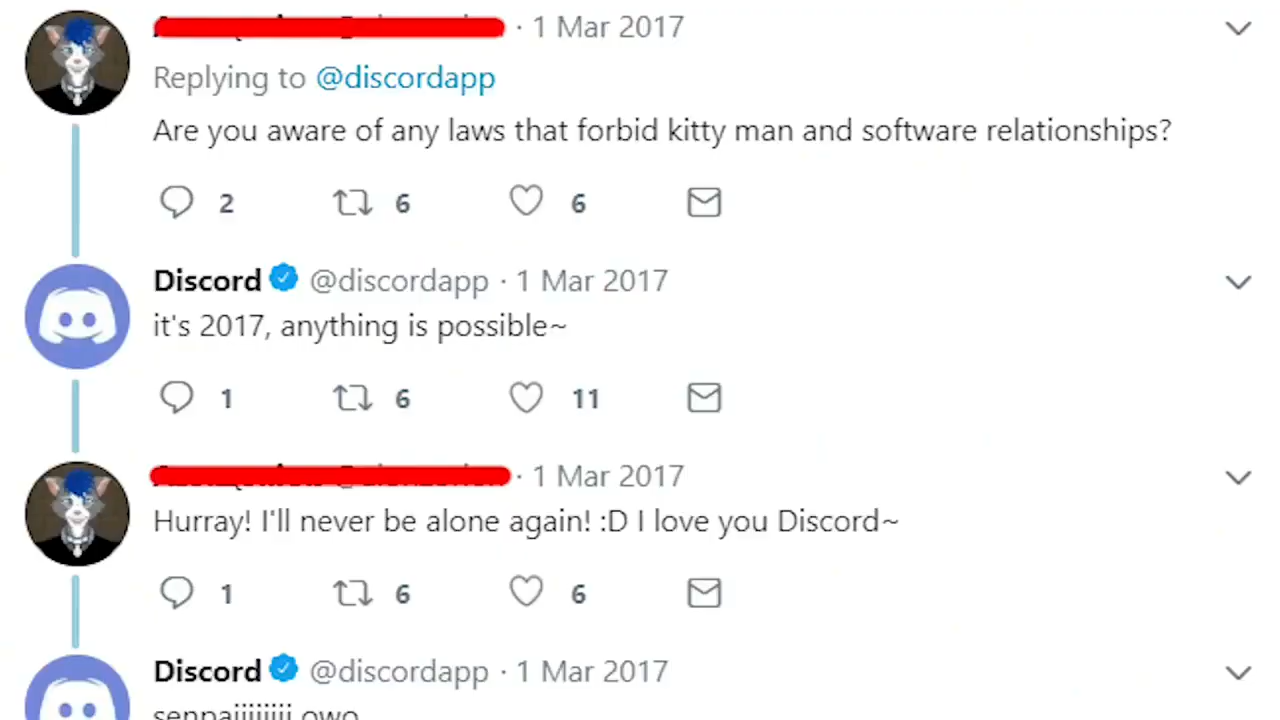 · 1 Mar 2017
Replying to @discordapp
Are you aware of any laws that forbid kitty man and software relationships?
2 6 6
Discord @discordapp · 1 Mar 2017
it's 2017, anything is possible~
1 6 11
· 1 Mar 2017
Hurray! I'll never be alone again! :D I love you Discord~
1 6 6
Discord @discordapp · 1 Mar 2017